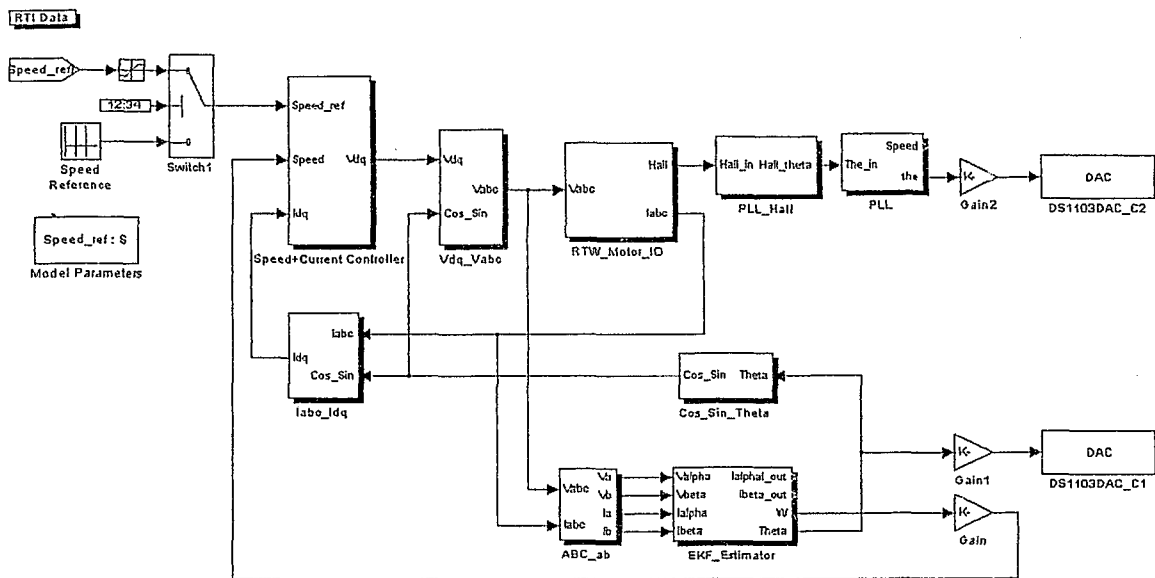 RTI Data
Speed_ref
12:34
Speed
Reference
Switch1
Speed_ref : S
Model Parameters
Speed_ref
Speed
Idq
Vdq
Speed+Current Controller
Vdq
Cos_Sin
Vabc
Vdq_Vabc
Vabc
Hall
Iabc
RTW_Motor_IO
Hall_in
Hall_theta
PLL_Hall
The_in
Speed
the
PLL
K-
Gain2
DAC
DS1103DAC_C2
Iabc
Idq
Cos_Sin
Iabc_Idq
Cos_Sin
Theta
Cos_Sin_Theta
K-
Gain1
DAC
DS1103DAC_C1
Vabc
Iabc
Va
Vb
Ia
Ib
ABC_ab
Valpha
Vbeta
Ialpha
Ibeta
Ialphal_out
Ibeta_out
W
Theta
EKF_Estimator
K-
Gain